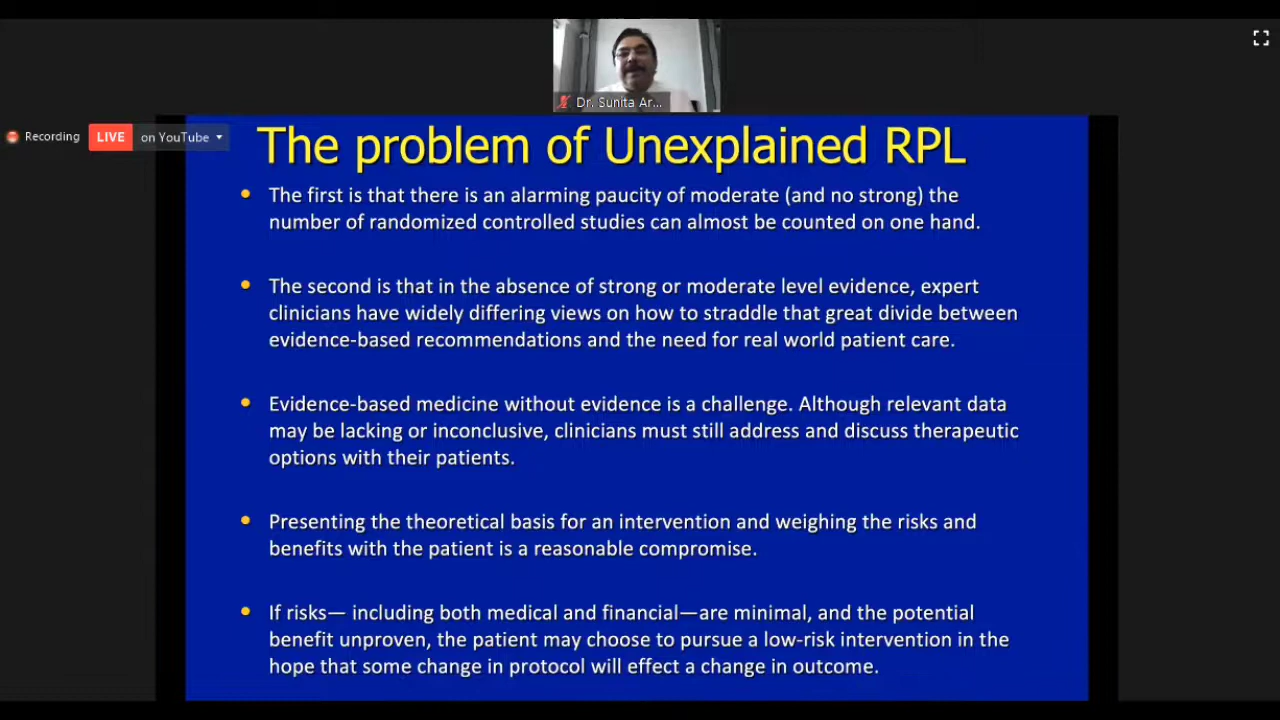 Dr. Sunita Ar...
Recording
LIVE on YouTube
The problem of Unexplained RPL
• The first is that there is an alarming paucity of moderate (and no strong) the
number of randomized controlled studies can almost be counted on one hand.
• The second is that in the absence of strong or moderate level evidence, expert
clinicians have widely differing views on how to straddle that great divide between
evidence-based recommendations and the need for real world patient care.
• Evidence-based medicine without evidence is a challenge. Although relevant data
may be lacking or inconclusive, clinicians must still address and discuss therapeutic
options with their patients.
• Presenting the theoretical basis for an intervention and weighing the risks and
benefits with the patient is a reasonable compromise.
• If risks— including both medical and financial—are minimal, and the potential
benefit unproven, the patient may choose to pursue a low-risk intervention in the
hope that some change in protocol will effect a change in outcome.